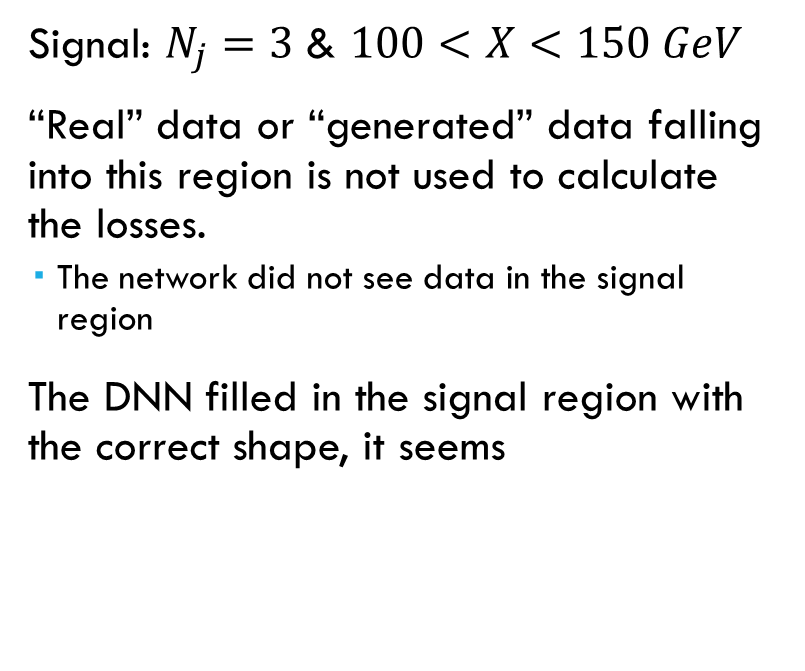 Signal: N_j = 3 & 100 < X < 150 GeV
“Real” data or “generated” data falling
into this region is not used to calculate
the losses.
▪ The network did not see data in the signal
region
The DNN filled in the signal region with
the correct shape, it seems